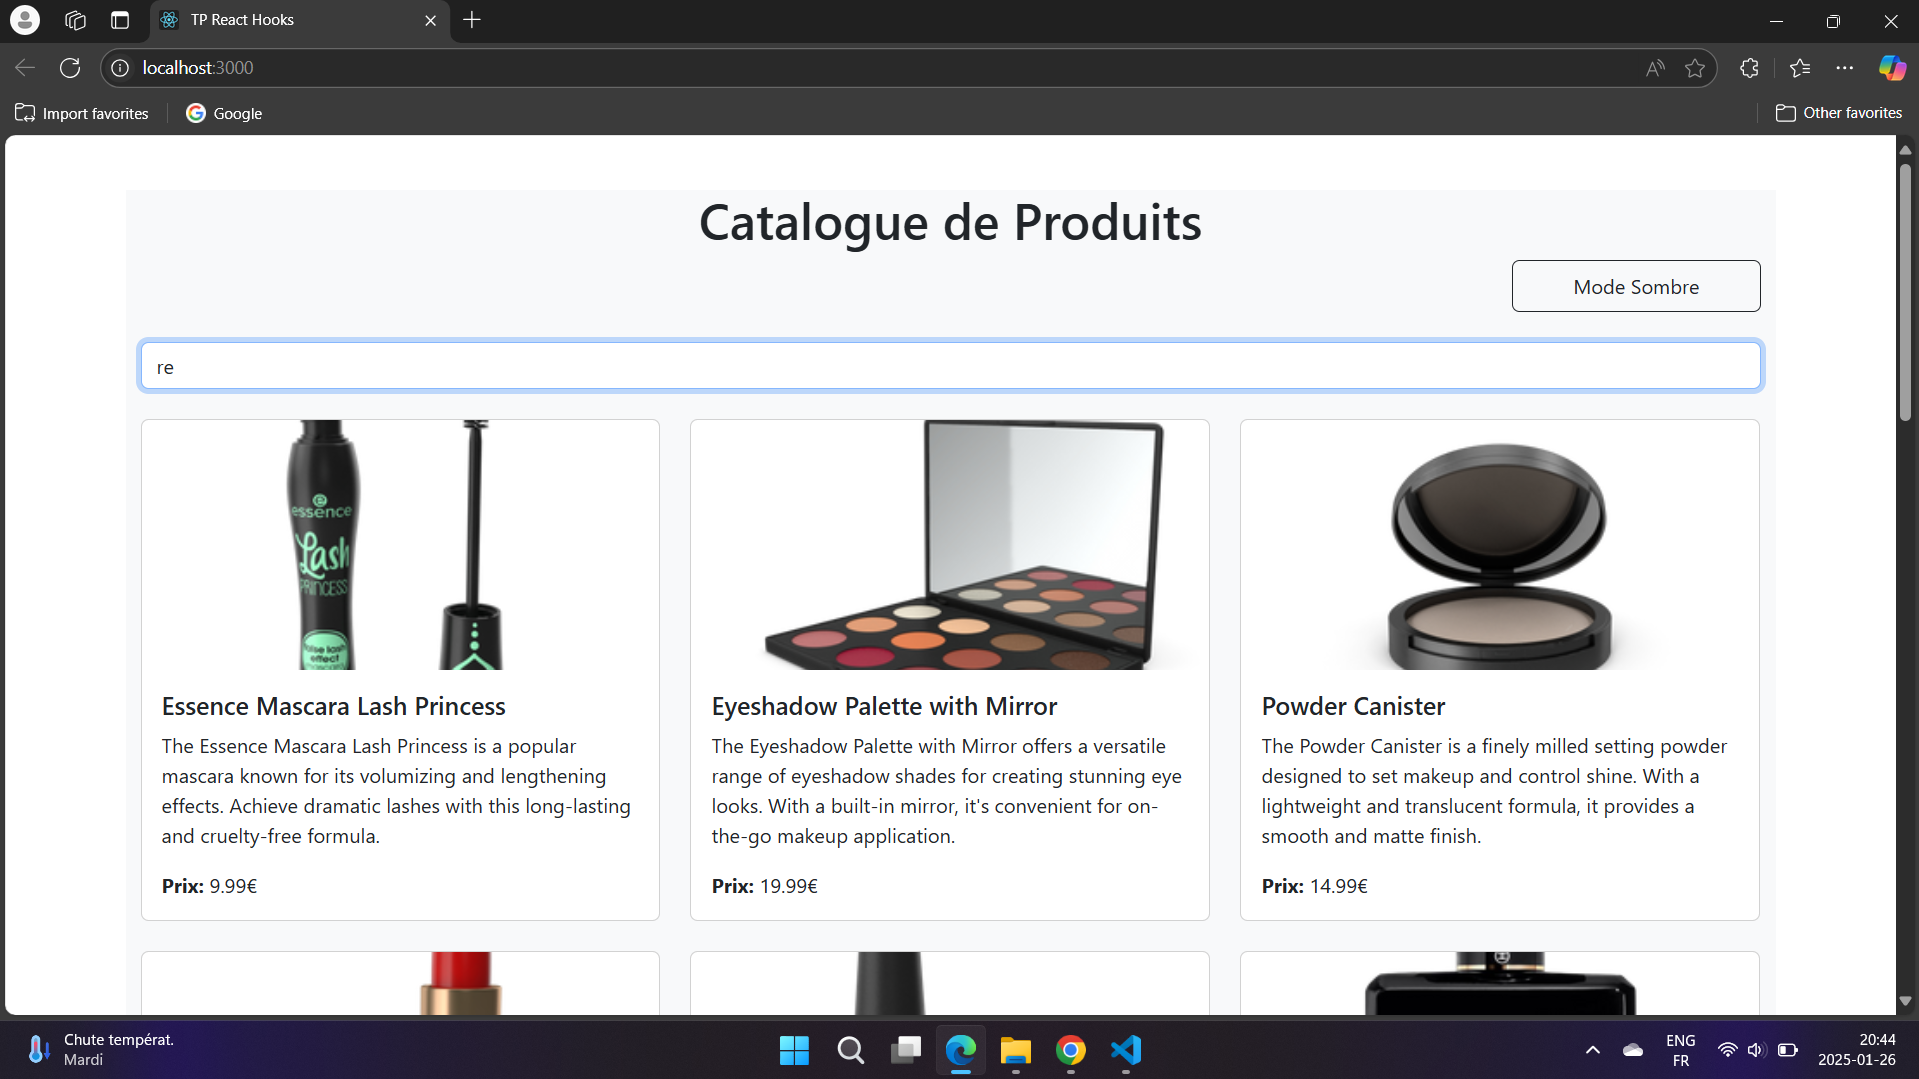 TP React Hooks
localhost:3000
Import favorites
Google
Other favorites
Catalogue de Produits
Mode Sombre
re
essence
Lash
PRINCESS
false lash
effect
Essence Mascara Lash Princess
The Essence Mascara Lash Princess is a popular
mascara known for its volumizing and lengthening
effects. Achieve dramatic lashes with this long-lasting
and cruelty-free formula.
Prix: 9.99€
Eyeshadow Palette with Mirror
The Eyeshadow Palette with Mirror offers a versatile
range of eyeshadow shades for creating stunning eye
looks. With a built-in mirror, it's convenient for on-
the-go makeup application.
Prix: 19.99€
Powder Canister
The Powder Canister is a finely milled setting powder
designed to set makeup and control shine. With a
lightweight and translucent formula, it provides a
smooth and matte finish.
Prix: 14.99€
Chute températ.
Mardi
ENG
FR
20:44
2025-01-26